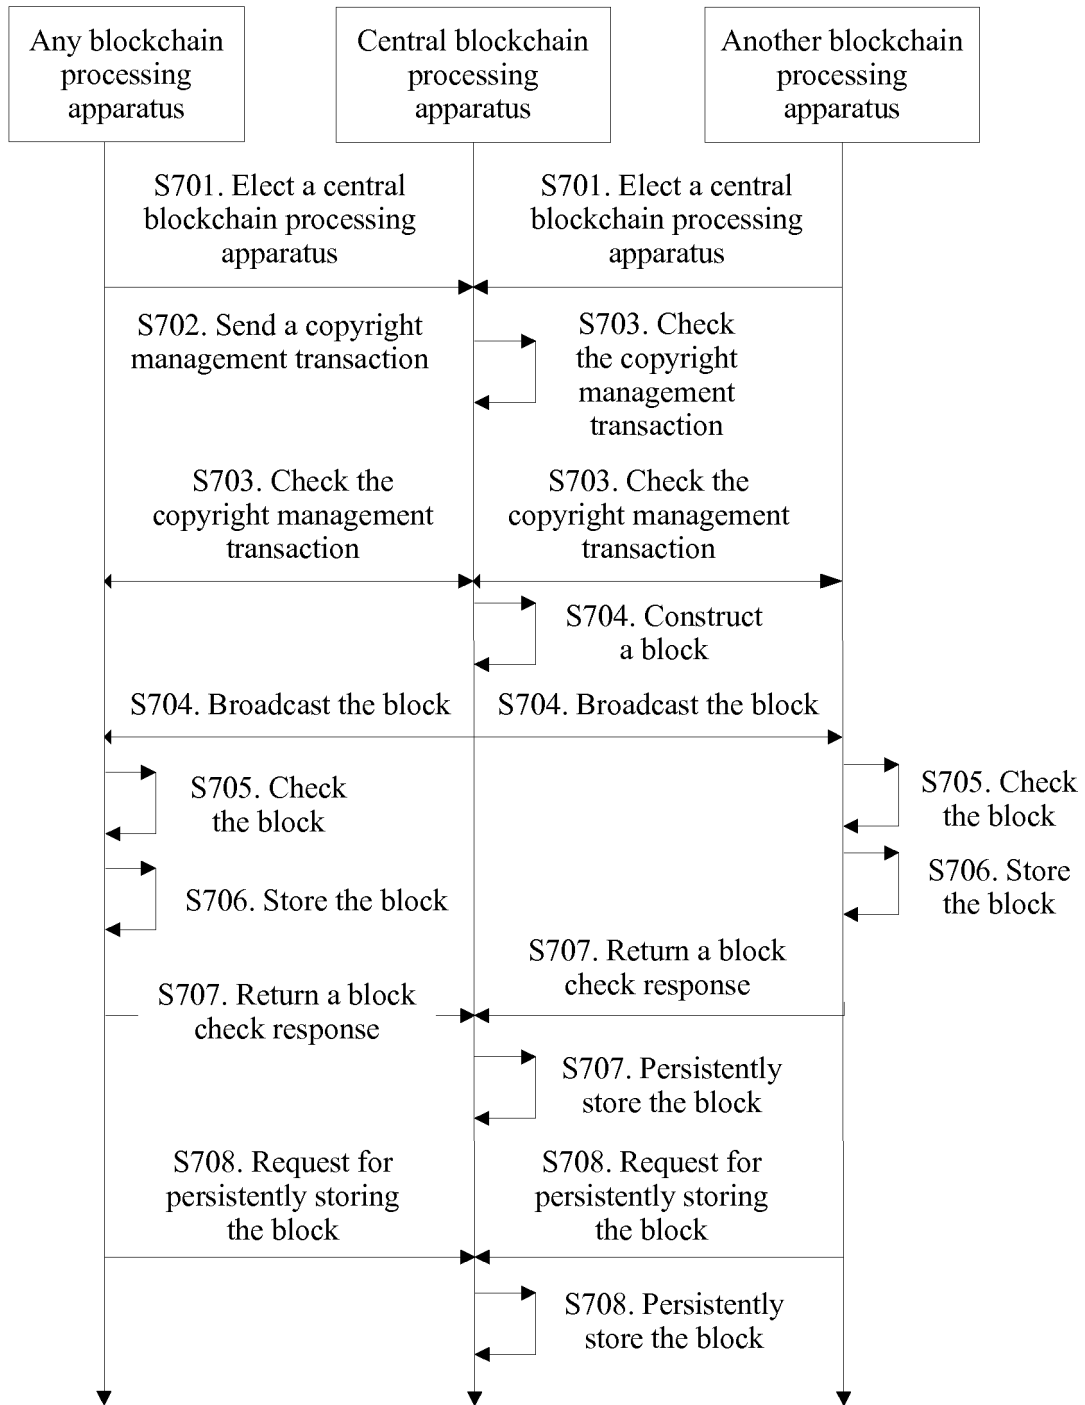 Any blockchain
processing
apparatus
Central blockchain
processing
apparatus
Another blockchain
processing
apparatus
S701. Elect a central
blockchain processing
apparatus
S701. Elect a central
blockchain processing
apparatus
S702. Send a copyright
management transaction
S703. Check
the copyright
management
transaction
S703. Check the
copyright management
transaction
S703. Check the
copyright management
transaction
S704. Construct
a block
S704. Broadcast the block
S704. Broadcast the block
S705. Check
the block
S705. Check
the block
S706. Store the block
S706. Store
the block
S707. Return a block
check response
S707. Return a block
check response
S707. Persistently
store the block
S708. Request for
persistently storing
the block
S708. Request for
persistently storing
the block
S708. Persistently
store the block